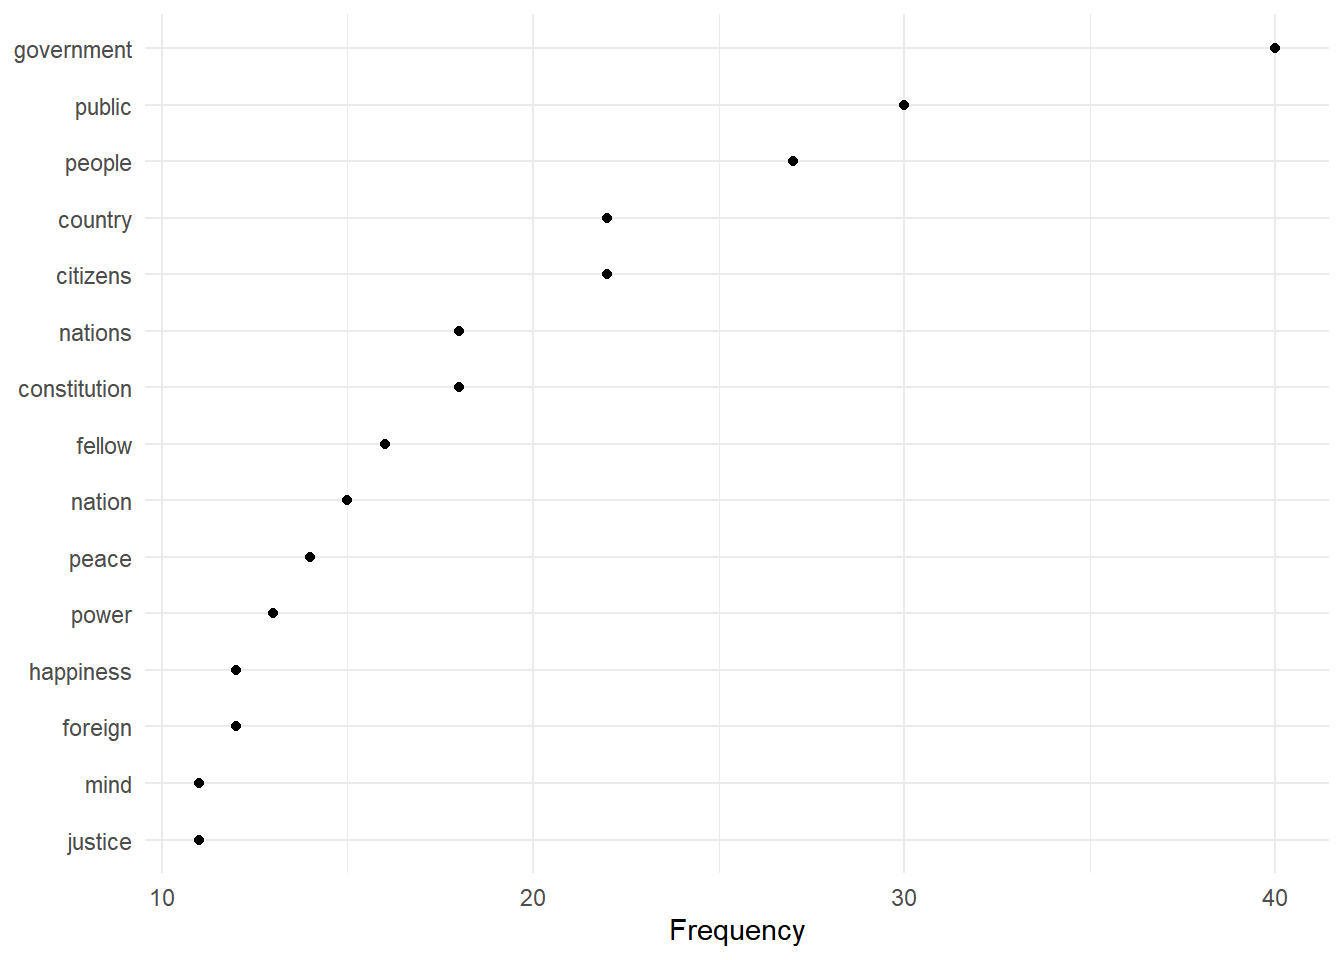 government
public
people
country
citizens
nations
constitution
fellow
nation
peace
power
happiness
foreign
mind
justice
10 20 30 40
Frequency